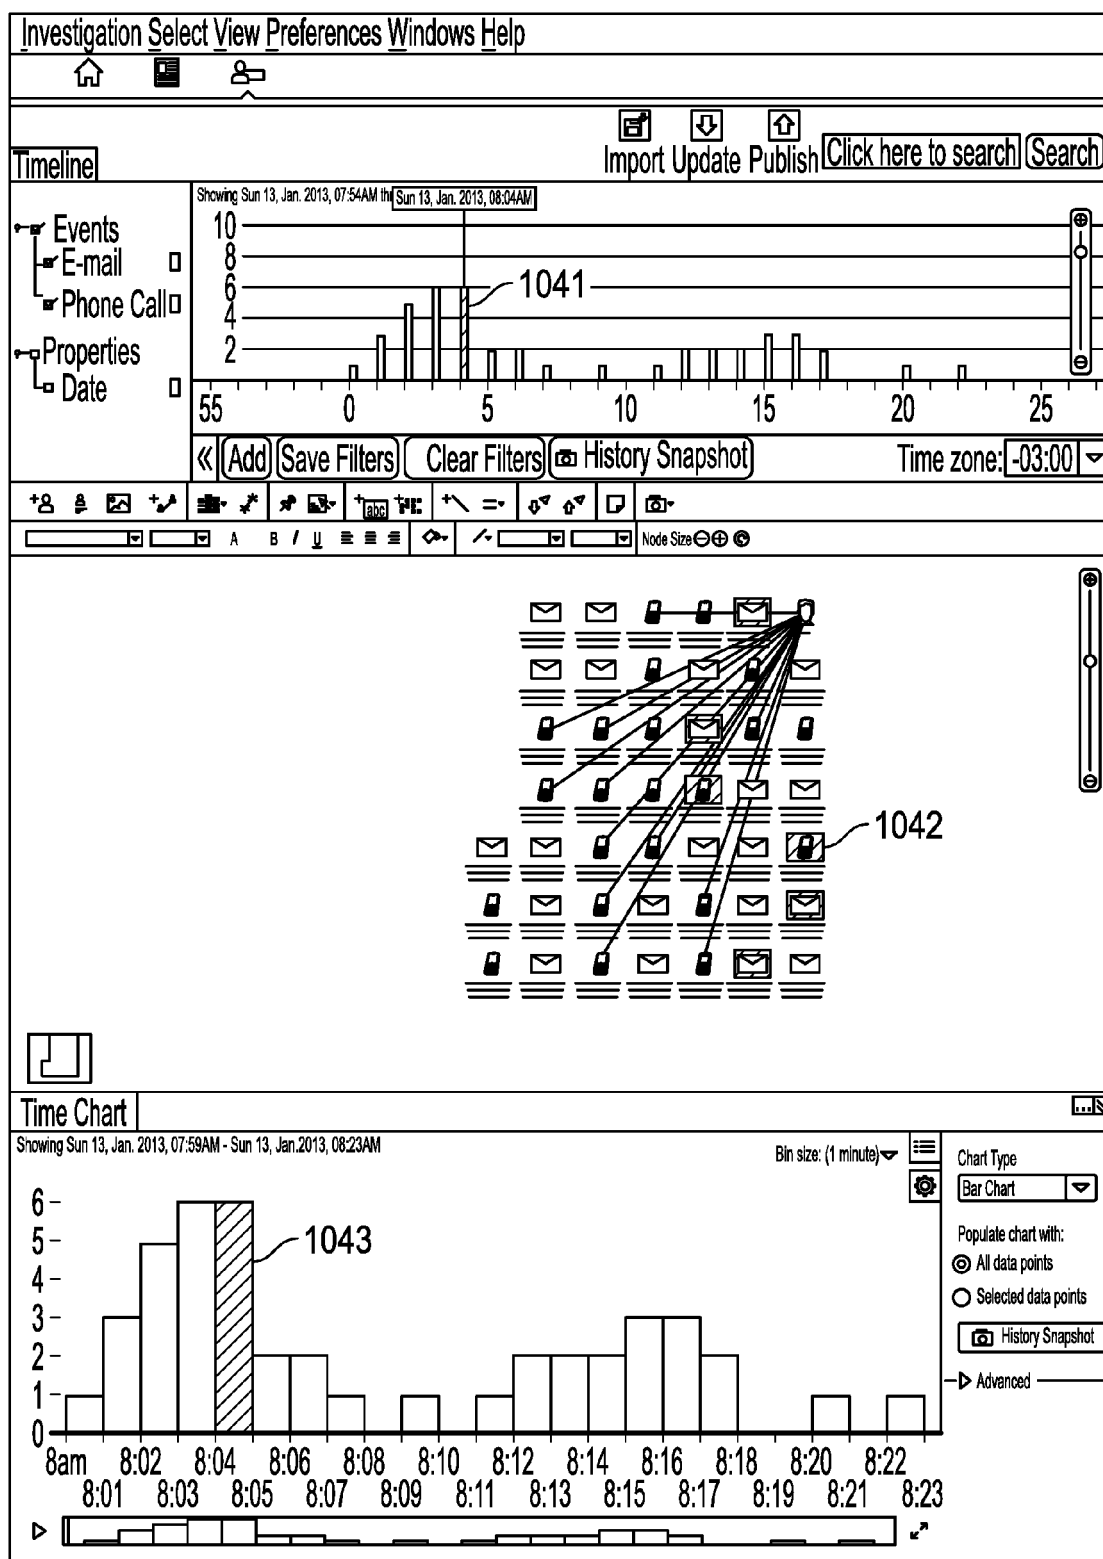 Investigation Select View Preferences Windows Help
Import Update Publish Click here to search Search
Timeline
Showing Sun 13, Jan. 2013, 07:54AM thr Sun 13, Jan. 2013, 08:04AM
Events
E-mail
Phone Call
Properties
Date
10
8
6
4
2
1041
55 0 5 10 15 20 25
« Add Save Filters Clear Filters History Snapshot Time zone: -03:00
abc
A B I U Node Size
1042
Time Chart
...
Showing Sun 13, Jan. 2013, 07:59AM - Sun 13, Jan.2013, 08:23AM
Bin size: (1 minute)
Chart Type
Bar Chart
Populate chart with:
All data points
Selected data points
History Snapshot
Advanced
6
5
4
3
2
1
0
1043
8am 8:02 8:04 8:06 8:08 8:10 8:12 8:14 8:16 8:18 8:20 8:22
8:01 8:03 8:05 8:07 8:09 8:11 8:13 8:15 8:17 8:19 8:21 8:23